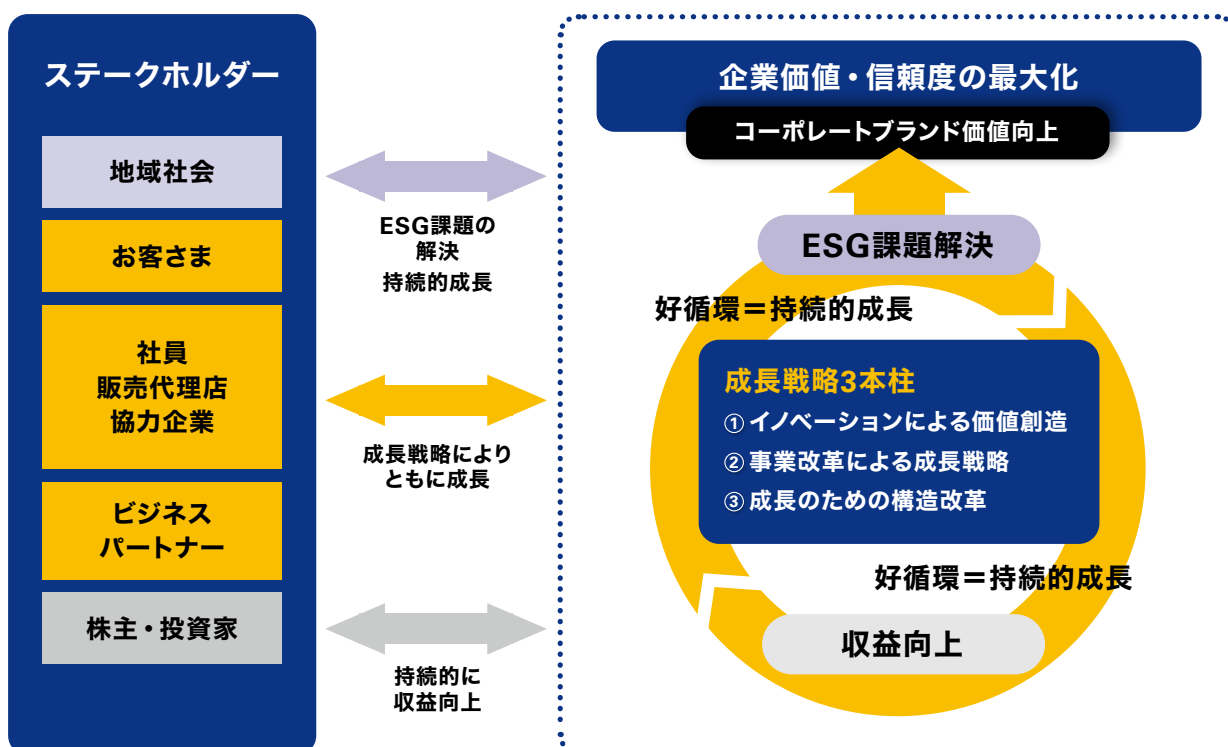 ステークホルダー
地域社会
お客さま
社員
販売代理店
協力企業
ビジネス
パートナー
株主・投資家
ESG課題の
解決
持続的成長
成長戦略により
ともに成長
持続的に
収益向上
企業価値・信頼度の最大化
コーポレートブランド価値向上
ESG課題解決
好循環＝持続的成長
成長戦略3本柱
①イノベーションによる価値創造
②事業改革による成長戦略
③成長のための構造改革
好循環＝持続的成長
収益向上